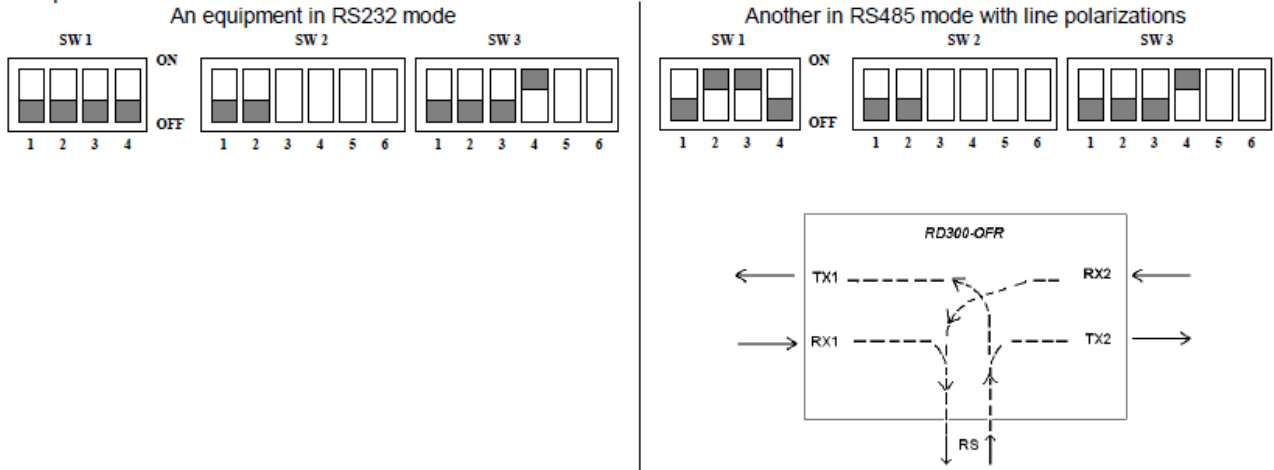 An equipment in RS232 mode
SW 1 SW 2 SW 3
ON
OFF
1 2 3 4 1 2 3 4 5 6 1 2 3 4 5 6
Another in RS485 mode with line polarizations
SW 1 SW 2 SW 3
ON
OFF
1 2 3 4 1 2 3 4 5 6 1 2 3 4 5 6
RD300-OFR
TX1 RX2
RX1 TX2
RS